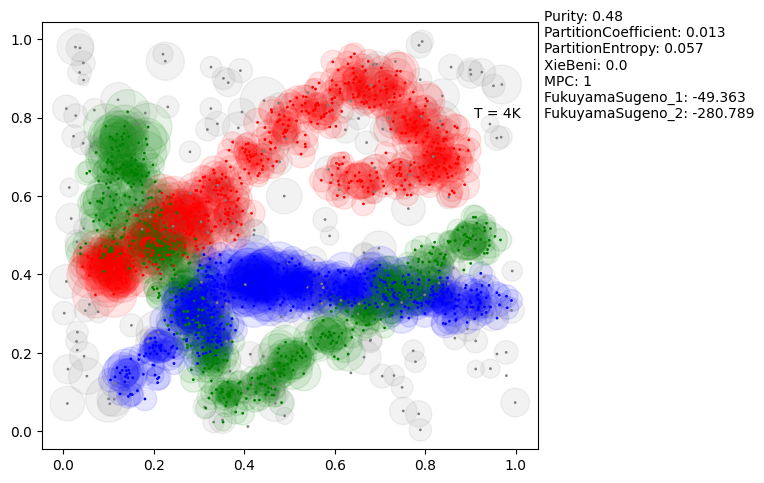 Purity: 0.48
PartitionCoefficient: 0.013
PartitionEntropy: 0.057
XieBeni: 0.0
MPC: 1
FukuyamaSugeno_1: -49.363
FukuyamaSugeno_2: -280.789
T = 4K
1.0
0.8
0.6
0.4
0.2
0.0
0.0 0.2 0.4 0.6 0.8 1.0